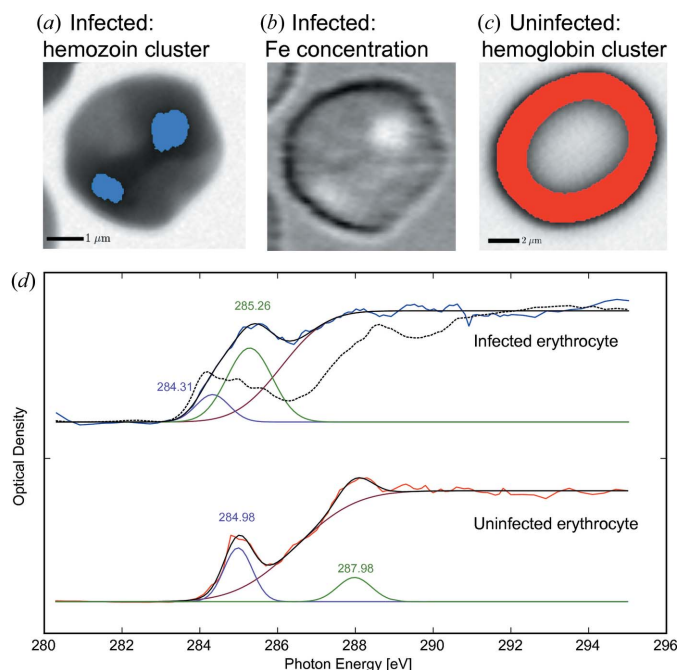 (a) Infected:
hemozoin cluster
(b) Infected:
Fe concentration
(c) Uninfected:
hemoglobin cluster
1 μm
2 μm
(d)
285.26
284.31
Infected erythrocyte
Optical Density
284.98
287.98
Uninfected erythrocyte
280 282 284 286 288 290 292 294 296
Photon Energy [eV]